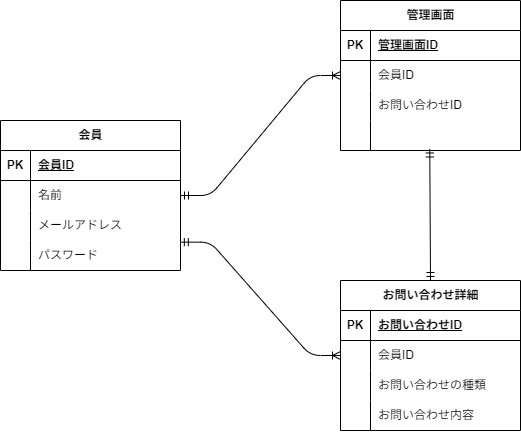 管理画面
PK 管理画面ID
会員ID
お問い合わせID
会員
PK 会員ID
名前
メールアドレス
パスワード
お問い合わせ詳細
PK お問い合わせID
会員ID
お問い合わせの種類
お問い合わせ内容